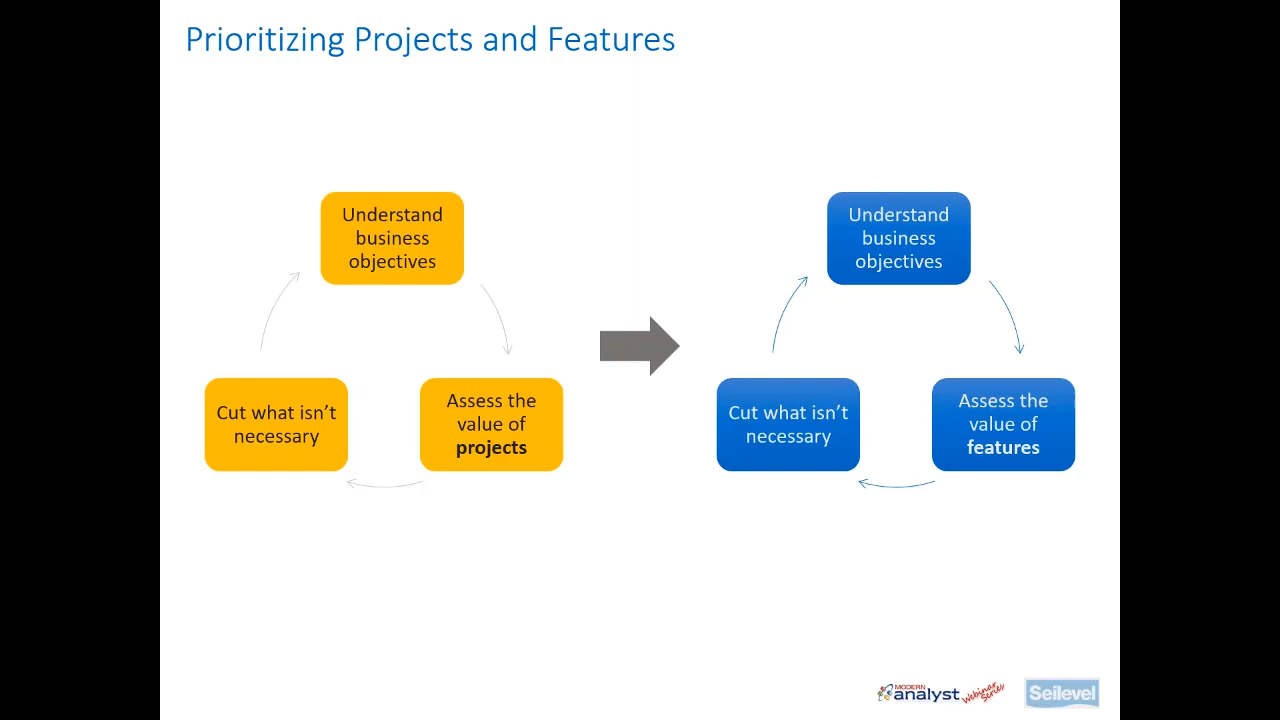 Prioritizing Projects and Features
Understand
business
objectives
Cut what isn't
necessary
Assess the
value of
projects
Understand
business
objectives
Cut what isn't
necessary
Assess the
value of
features
MODERN
analyst
Webinar
Series
Seilevel